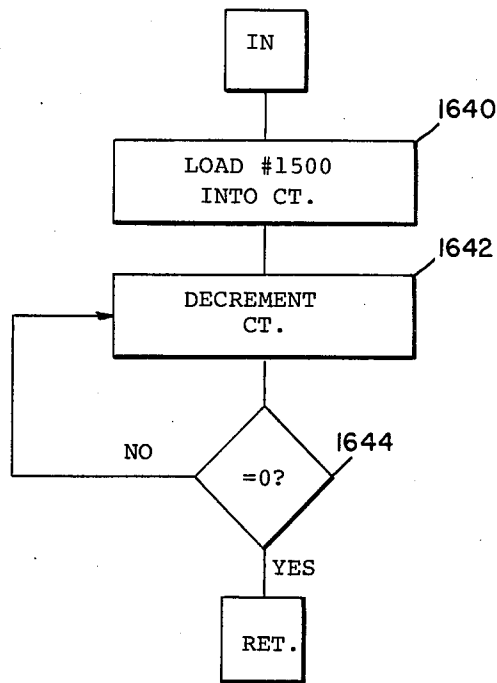 IN
1640
LOAD #1500
INTO CT.
1642
DECREMENT
CT.
1644
NO
=0?
YES
RET.